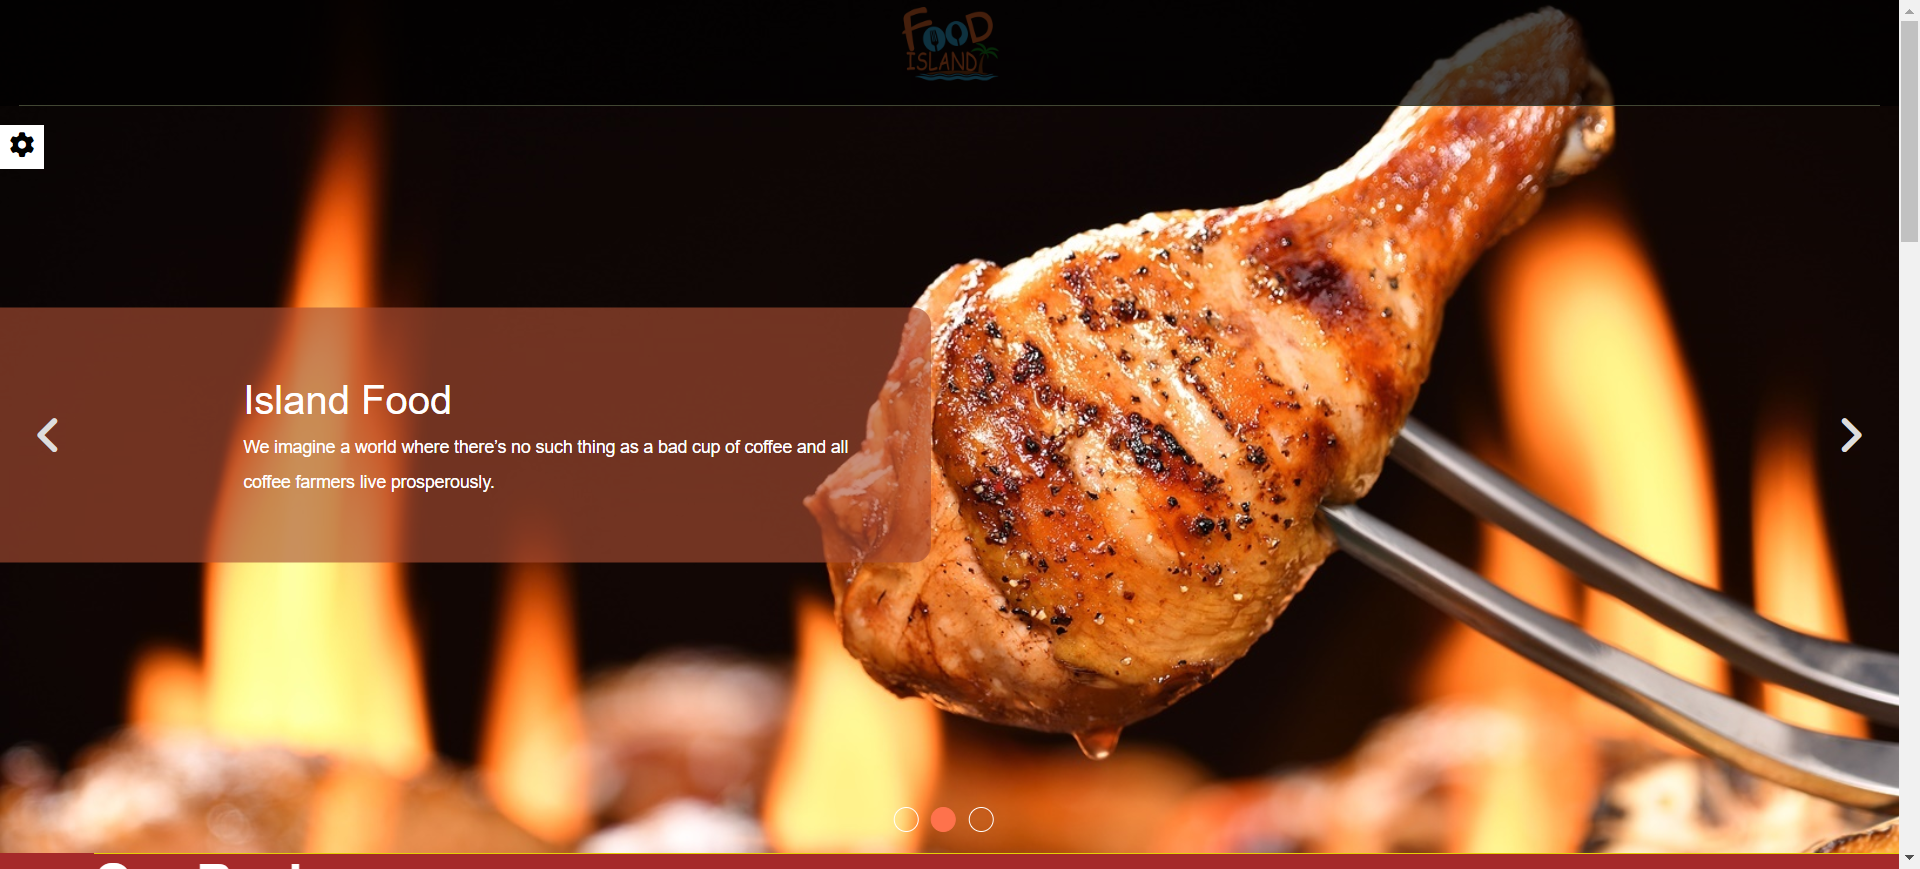 FOOD
ISLAND
Island Food
We imagine a world where there's no such thing as a bad cup of coffee and all
coffee farmers live prosperously.